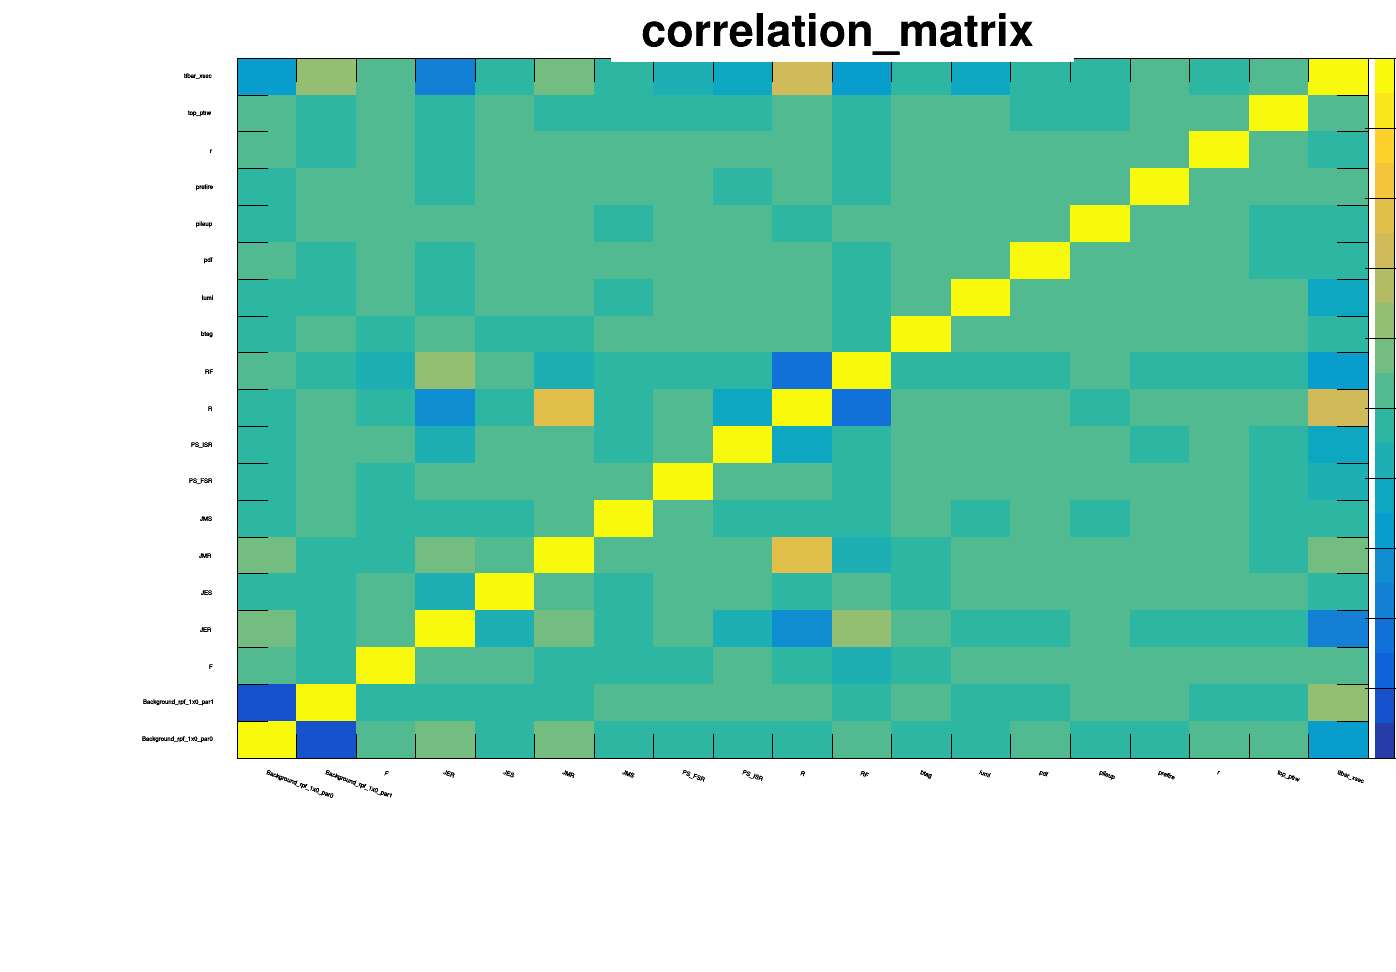 correlation_matrix
ttbar_xsec
top_ptrw
r
prefire
pileup
pdf
lumi
btag
RF
R
PS_ISR
PS_FSR
JMS
JMR
JES
JER
F
Background_rpf_1x0_par1
Background_rpf_1x0_par0
Background_rpf_1x0_par0 Background_rpf_1x0_par1 F JER JES JMR JMS PS_FSR PS_ISR R RF btag lumi pdf pileup prefire r top_ptrw ttbar_xsec